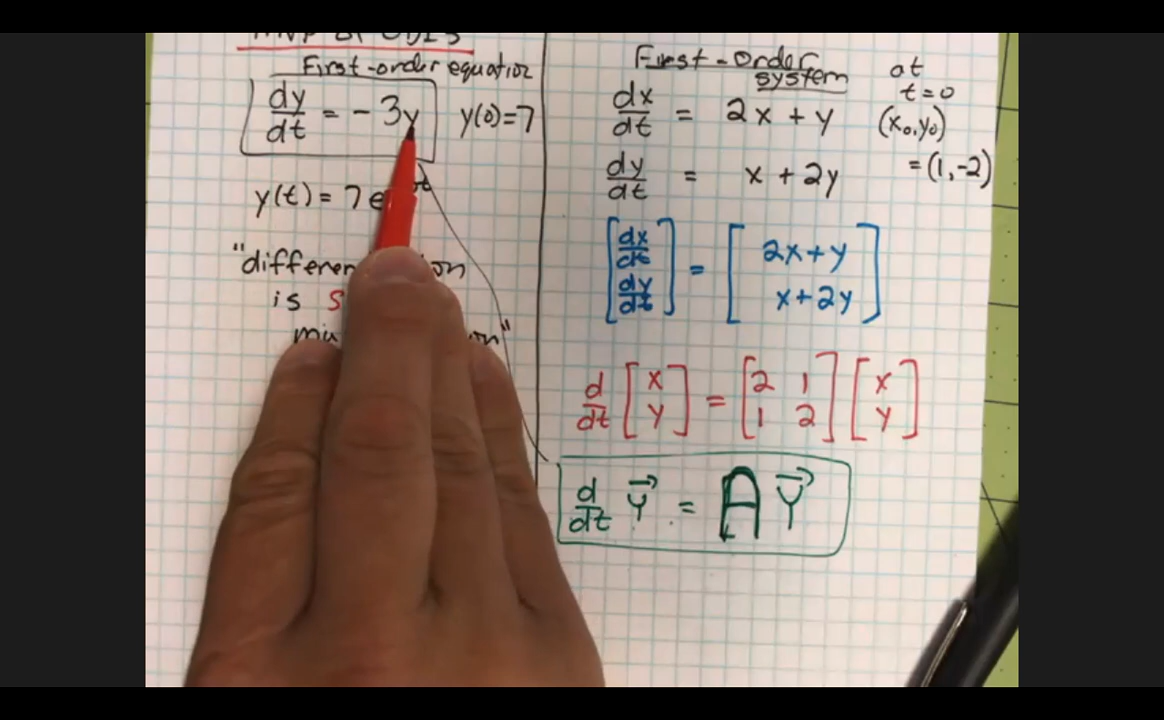 First-order equation
dy/dt = -3y y(0)=7
y(t) = 7e
"differen
is
"
First-Order
system
at
t=0
dx/dt = 2x + y (x₀,y₀)
dy/dt = x + 2y =(1,-2)
[dx/dt dy/dt] = [2x+y x+2y]
d/dt [x y] = [2 1 1 2] [x y]
d/dt Y⃗ = A Y⃗